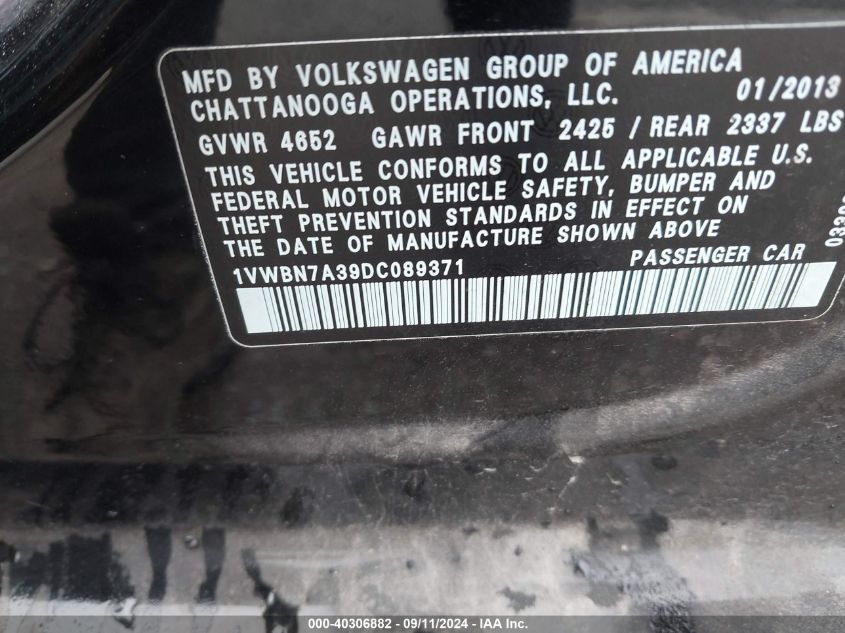 MFD BY VOLKSWAGEN GROUP OF AMERICA
CHATTANOOGA OPERATIONS, LLC. 01/2013
GVWR 4652 GAWR FRONT 2425 / REAR 2337 LBS
THIS VEHICLE CONFORMS TO ALL APPLICABLE U.S.
FEDERAL MOTOR VEHICLE SAFETY, BUMPER AND
THEFT PREVENTION STANDARDS IN EFFECT ON
THE DATE OF MANUFACTURE SHOWN ABOVE
1VWBN7A39DC089371 PASSENGER CAR
000-40306882 - 09/11/2024 - IAA Inc.